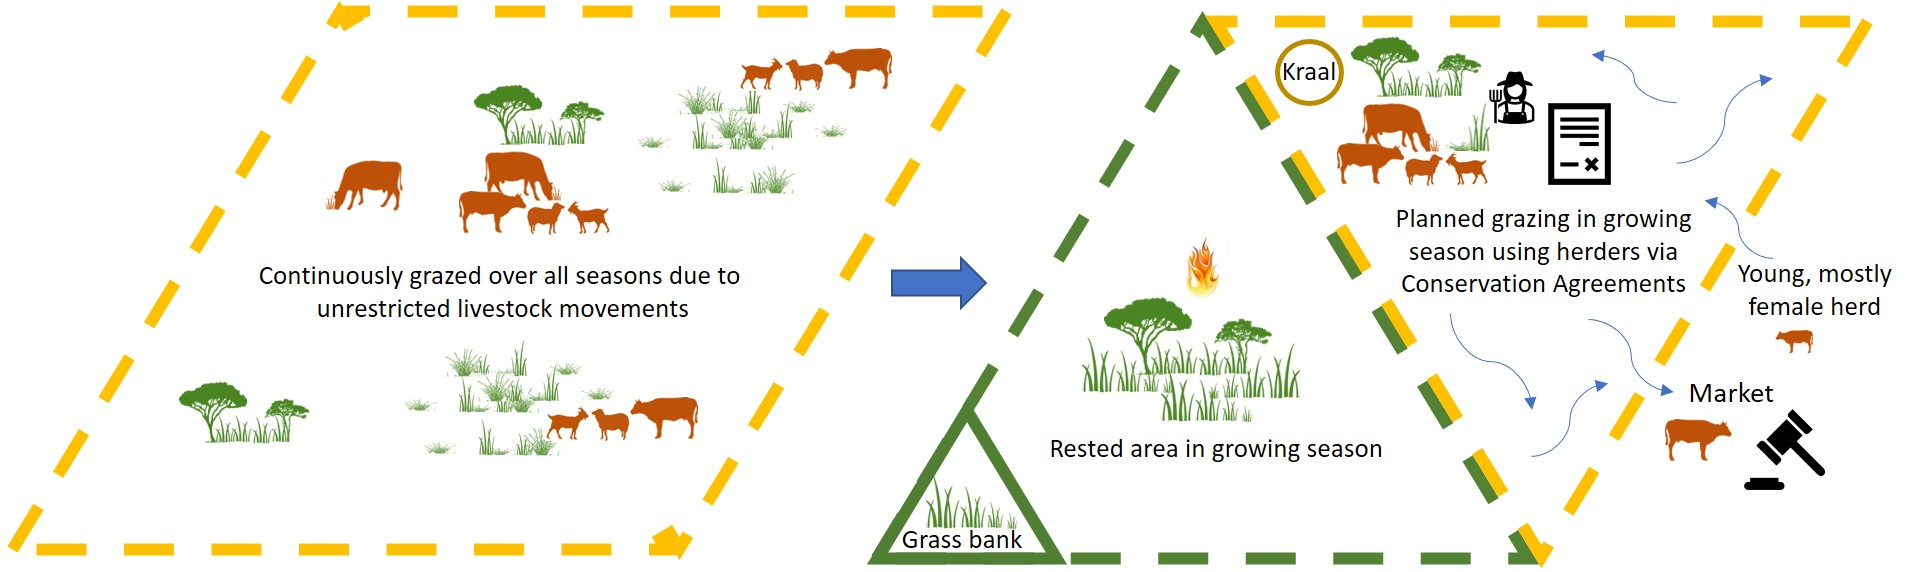 Continuously grazed over all seasons due to
unrestricted livestock movements
Kraal
Planned grazing in growing
season using herders via
Conservation Agreements
Young, mostly
female herd
Market
Rested area in growing season
Grass bank